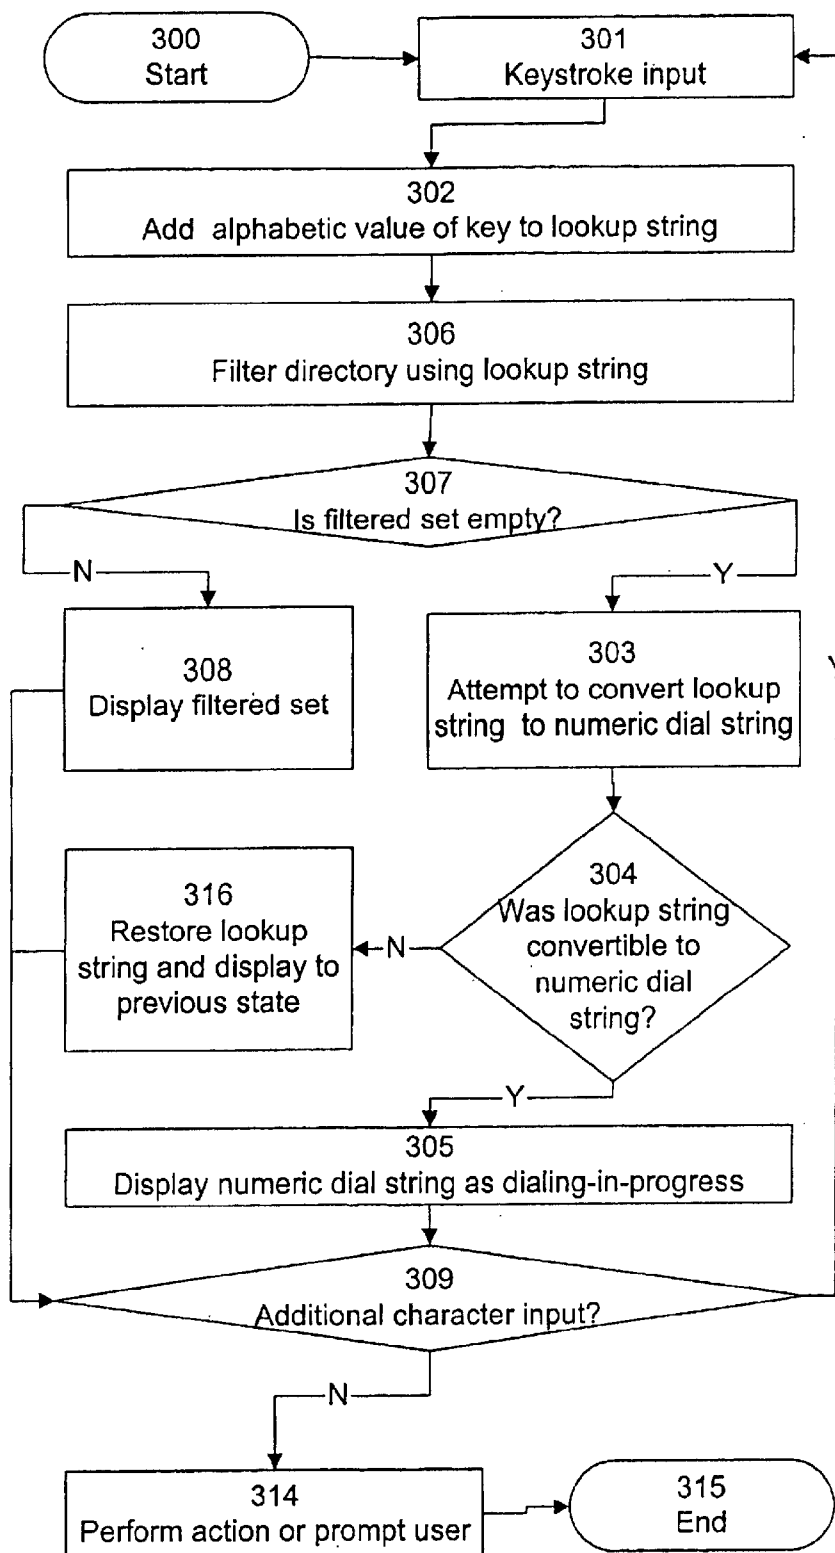 300
Start
301
Keystroke input
302
Add alphabetic value of key to lookup string
306
Filter directory using lookup string
307
Is filtered set empty?
N
Y
308
Display filtered set
303
Attempt to convert lookup
string to numeric dial string
Y
304
Was lookup string
convertible to
numeric dial
string?
N
316
Restore lookup
string and display to
previous state
Y
305
Display numeric dial string as dialing-in-progress
309
Additional character input?
N
314
Perform action or prompt user
315
End